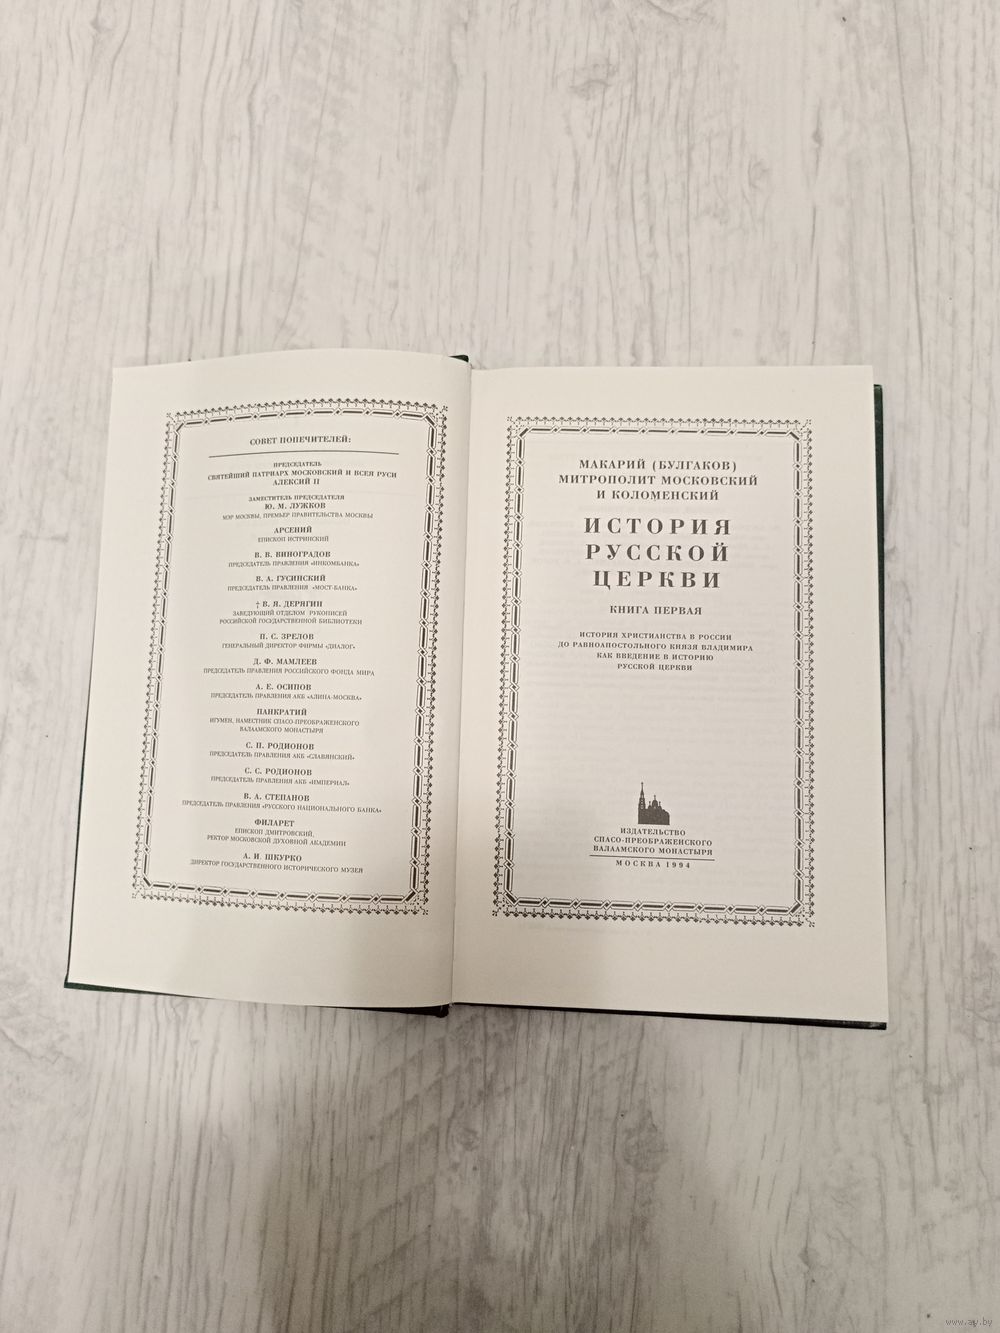 СОВЕТ ПОПЕЧИТЕЛЕЙ:
ПРЕДСЕДАТЕЛЬ
СВЯТЕЙШИЙ ПАТРИАРХ МОСКОВСКИЙ И ВСЕЯ РУСИ
АЛЕКСИЙ II
ЗАМЕСТИТЕЛЬ ПРЕДСЕДАТЕЛЯ
Ю. М. ЛУЖКОВ
МЭР МОСКВЫ, ПРЕМЬЕР ПРАВИТЕЛЬСТВА МОСКВЫ
АРСЕНИЙ
ЕПИСКОП ИСТРИНСКИЙ
В. В. ВИНОГРАДОВ
ПРЕДСЕДАТЕЛЬ ПРАВЛЕНИЯ «ИНКОМБАНКА»
В. А. ГУСИНСКИЙ
ПРЕДСЕДАТЕЛЬ ПРАВЛЕНИЯ «МОСТ-БАНКА»
† В. Я. ДЕРЯГИН
ЗАВЕДУЮЩИЙ ОТДЕЛОМ РУКОПИСЕЙ
РОССИЙСКОЙ ГОСУДАРСТВЕННОЙ БИБЛИОТЕКИ
П. С. ЗРЕЛОВ
ГЕНЕРАЛЬНЫЙ ДИРЕКТОР ФИРМЫ «ДИАЛОГ»
Д. Ф. МАМЛЕЕВ
ПРЕДСЕДАТЕЛЬ ПРАВЛЕНИЯ РОССИЙСКОГО ФОНДА МИРА
А. Е. ОСИПОВ
ПРЕДСЕДАТЕЛЬ ПРАВЛЕНИЯ АКБ «АЛИНА-МОСКВА»
ПАНКРАТИЙ
ИГУМЕН, НАМЕСТНИК СПАСО-ПРЕОБРАЖЕНСКОГО
ВАЛААМСКОГО МОНАСТЫРЯ
С. П. РОДИОНОВ
ПРЕДСЕДАТЕЛЬ ПРАВЛЕНИЯ АКБ «СЛАВЯНСКИЙ»
С. С. РОДИОНОВ
ПРЕДСЕДАТЕЛЬ ПРАВЛЕНИЯ АКБ «ИМПЕРИАЛ»
В. А. СТЕПАНОВ
ПРЕДСЕДАТЕЛЬ ПРАВЛЕНИЯ «РУССКОГО НАЦИОНАЛЬНОГО БАНКА»
ФИЛАРЕТ
ЕПИСКОП ДМИТРОВСКИЙ,
РЕКТОР МОСКОВСКОЙ ДУХОВНОЙ АКАДЕМИИ
А. И. ШКУРКО
ДИРЕКТОР ГОСУДАРСТВЕННОГО ИСТОРИЧЕСКОГО МУЗЕЯ
МАКАРИЙ (БУЛГАКОВ)
МИТРОПОЛИТ МОСКОВСКИЙ
И КОЛОМЕНСКИЙ
ИСТОРИЯ
РУССКОЙ
ЦЕРКВИ
КНИГА ПЕРВАЯ
ИСТОРИЯ ХРИСТИАНСТВА В РОССИИ
ДО РАВНОАПОСТОЛЬНОГО КНЯЗЯ ВЛАДИМИРА
КАК ВВЕДЕНИЕ В ИСТОРИЮ
РУССКОЙ ЦЕРКВИ
ИЗДАТЕЛЬСТВО
СПАСО-ПРЕОБРАЖЕНСКОГО
ВАЛААМСКОГО МОНАСТЫРЯ
МОСКВА 1994
www.ay.by